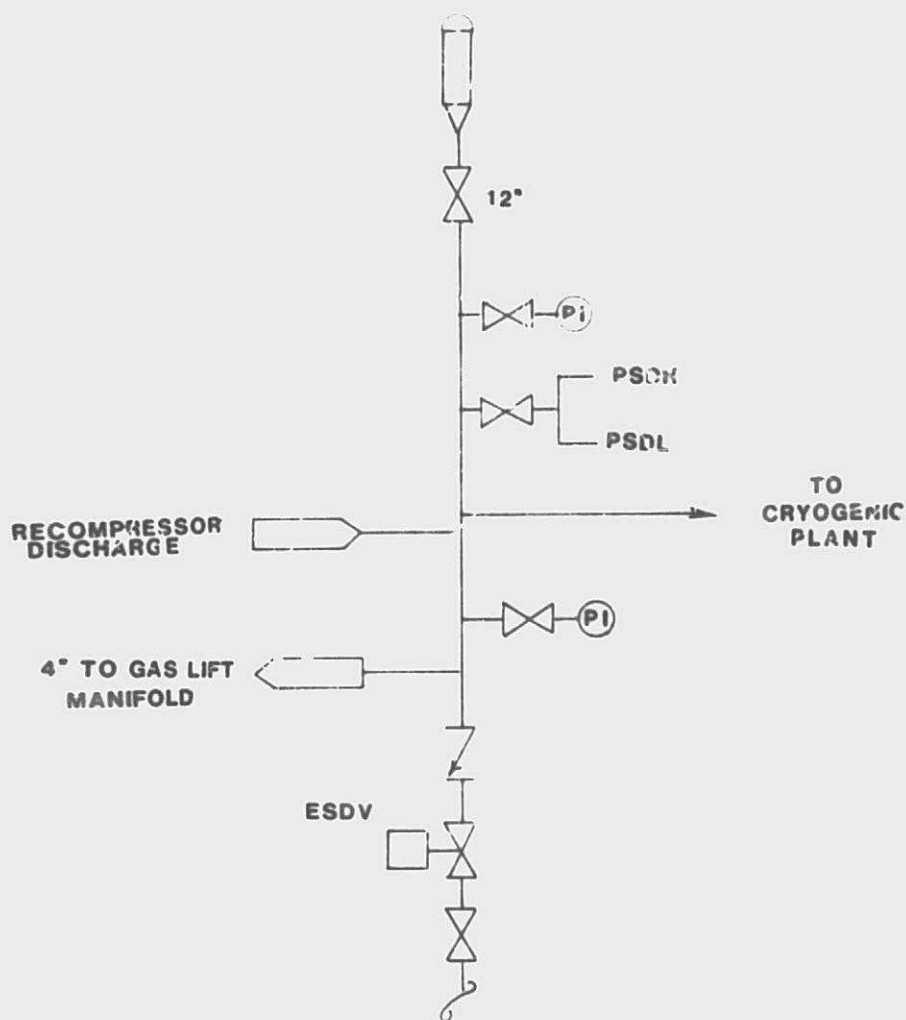 12"
Pi
PSDH
PSDL
TO
CRYOGENIC
PLANT
RECOMPRESSOR
DISCHARGE
PI
4" TO GAS LIFT
MANIFOLD
ESDV